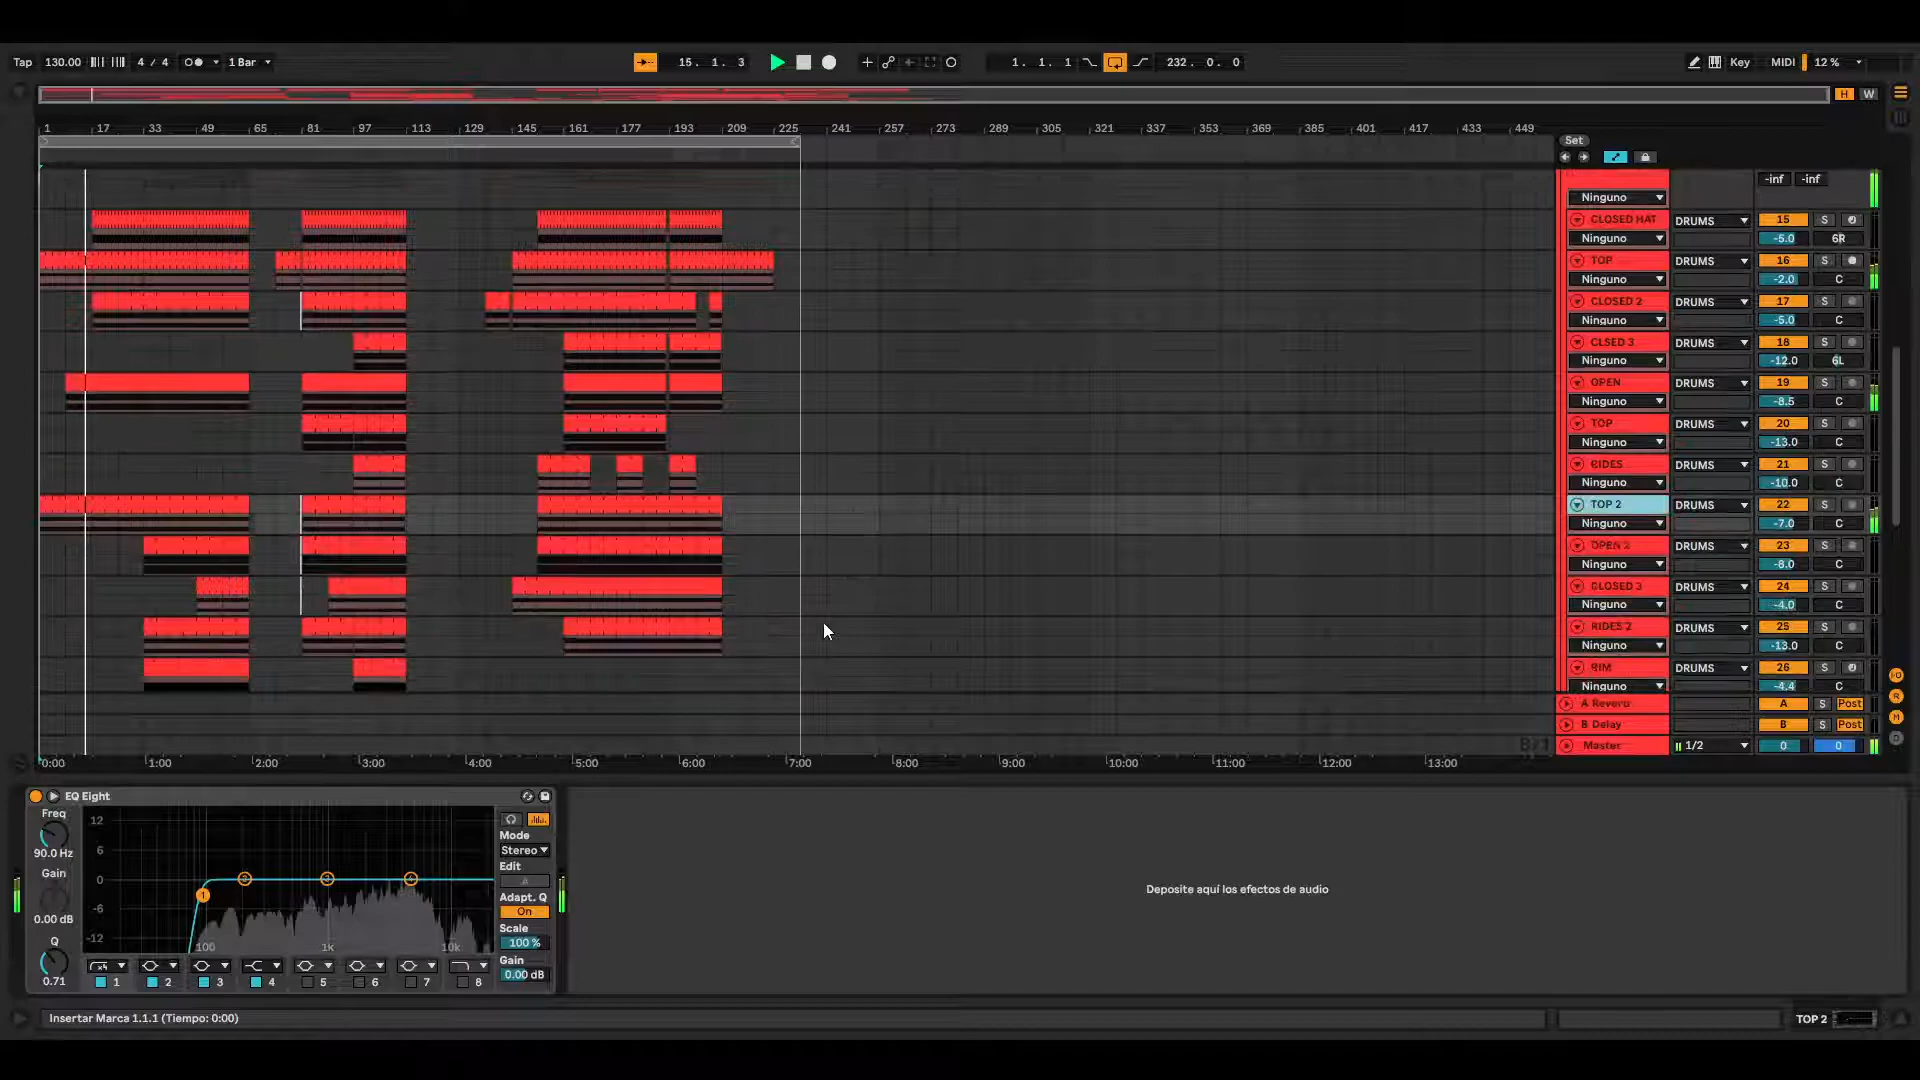 Tap 130.00 4 / 4 1 Bar 15. 1. 3 1. 1. 1 232. 0. 0 Key MIDI 12 %
H W
1 17 33 49 65 81 97 113 129 145 161 177 193 209 225 241 257 273 289 305 321 337 353 369 385 401 417 433 449
Set
-inf -inf
Ninguno
CLOSED HAT DRUMS 15 S
Ninguno -5.0 6R
TOP DRUMS 16 S
Ninguno -2.0 C
CLOSED 2 DRUMS 17 S
Ninguno -5.0 C
CLSED 3 DRUMS 18 S
Ninguno -12.0 6L
OPEN DRUMS 19 S
Ninguno -8.5 C
TOP DRUMS 20 S
Ninguno -13.0 C
RIDES DRUMS 21 S
Ninguno -10.0 C
TOP 2 DRUMS 22 S
Ninguno -7.0 C
OPEN 2 DRUMS 23 S
Ninguno -8.0 C
CLOSED 3 DRUMS 24 S
Ninguno -4.0 C
RIDES 2 DRUMS 25 S
Ninguno -13.0 C
RIM DRUMS 26 S
Ninguno -4.4 C
A Reverb A S Post
B Delay B S Post
8/1
Master 1/2 0 0
0:00 1:00 2:00 3:00 4:00 5:00 6:00 7:00 8:00 9:00 10:00 11:00 12:00 13:00
EQ Eight
Freq
90.0 Hz
Gain
0.00 dB
Q
0.71
12
6
0
-6
-12
1 2 3 4
100 1k 10k
1 2 3 4 5 6 7 8
Mode
Stereo
Edit
A
Adapt. Q
On
Scale
100 %
Gain
0.00 dB
Deposite aquí los efectos de audio
Insertar Marca 1.1.1 (Tiempo: 0:00)
TOP 2